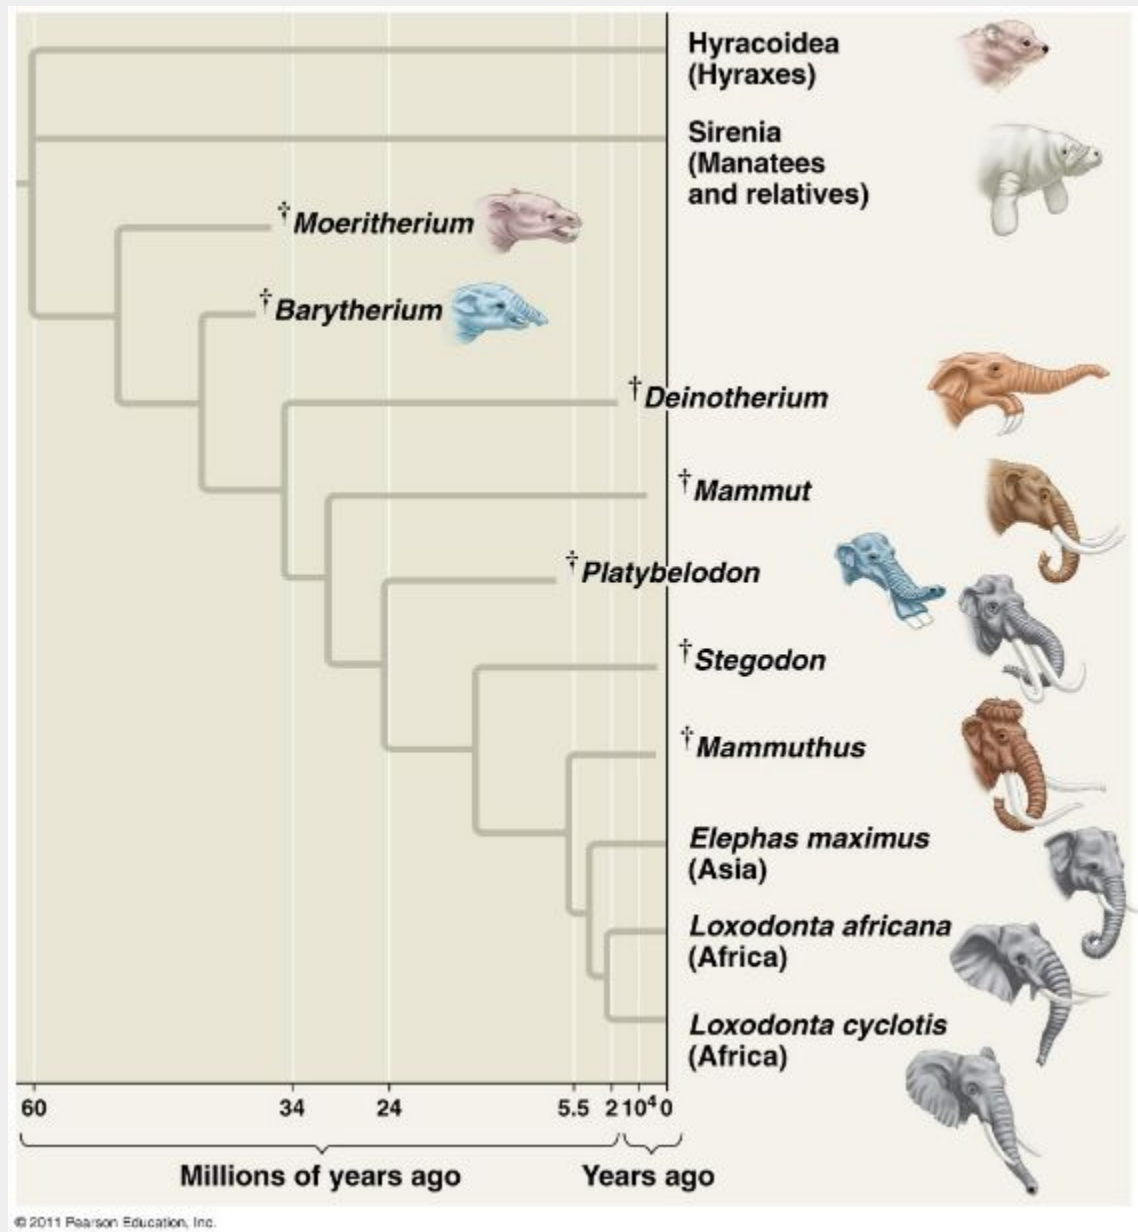 Hyracoidea
(Hyraxes)
Sirenia
(Manatees
and relatives)
†Moeritherium
†Barytherium
†Deinotherium
†Mammut
†Platybelodon
†Stegodon
†Mammuthus
Elephas maximus
(Asia)
Loxodonta africana
(Africa)
Loxodonta cyclotis
(Africa)
60 34 24 5.5 2 10⁴ 0
Millions of years ago Years ago
© 2011 Pearson Education, Inc.